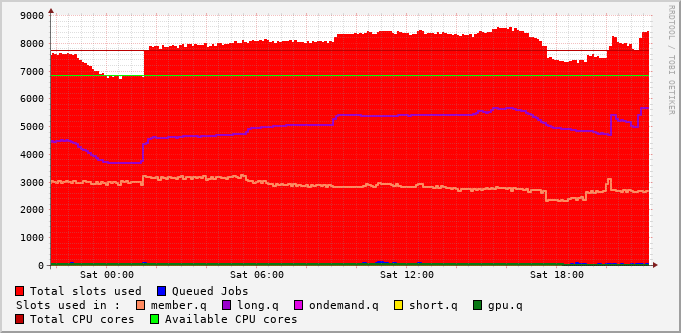 9000
8000
7000
6000
5000
4000
3000
2000
1000
0
Sat 00:00 Sat 06:00 Sat 12:00 Sat 18:00
RRDTOOL / TOBI OETIKER
Total slots used Queued Jobs
Slots used in : member.q long.q ondemand.q short.q gpu.q
Total CPU cores Available CPU cores